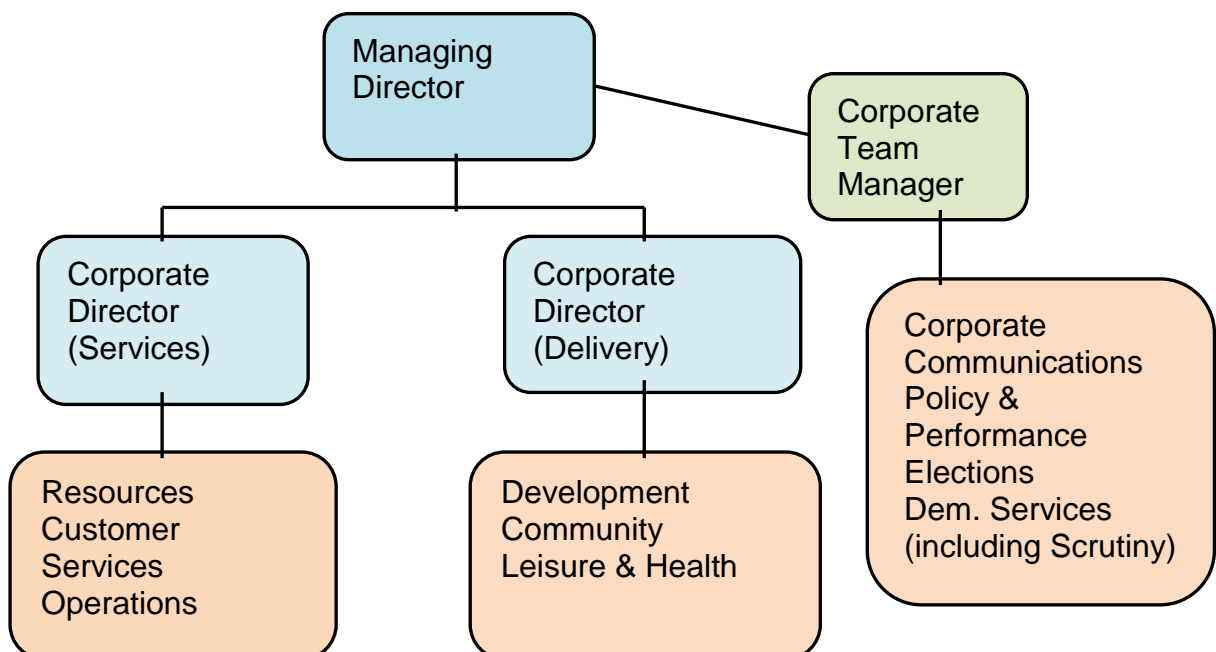 Managing
Director
Corporate
Team
Manager
Corporate
Director
(Services)
Corporate
Director
(Delivery)
Corporate
Communications
Policy &
Performance
Elections
Dem. Services
(including Scrutiny)
Resources
Customer
Services
Operations
Development
Community
Leisure & Health